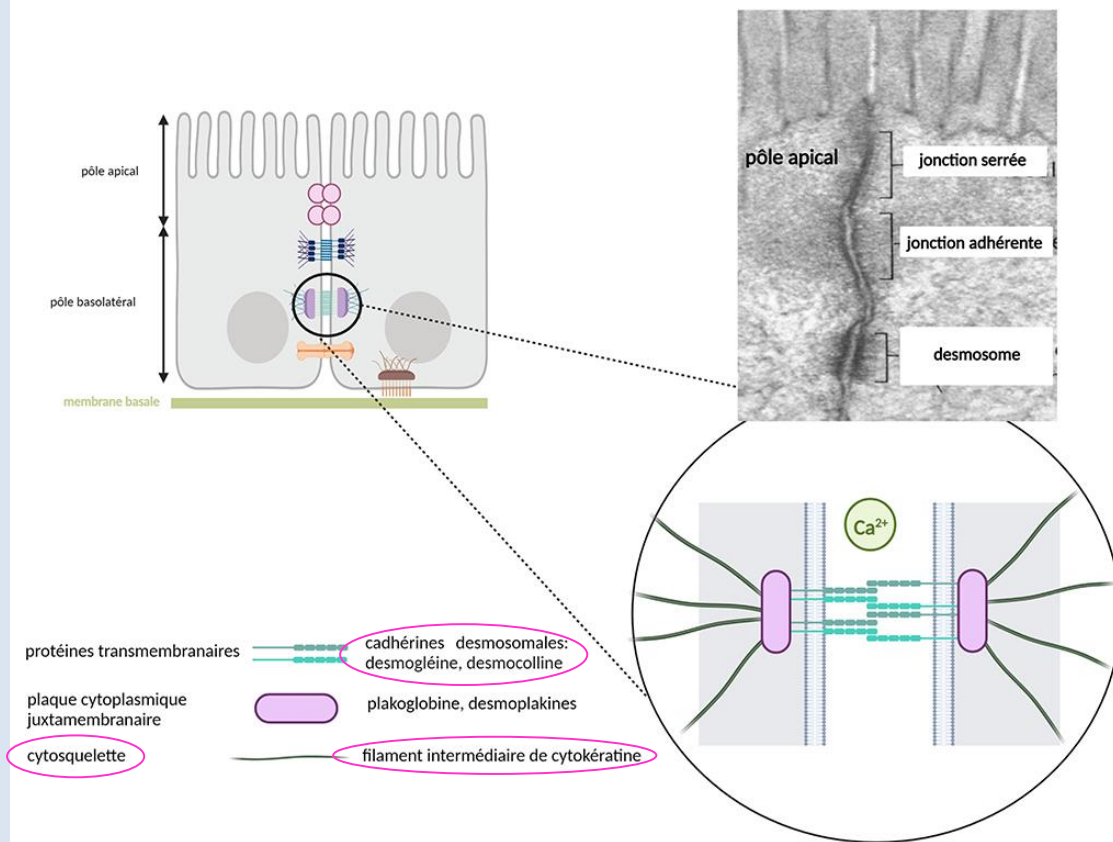 pôle apical
pôle basolatéral
membrane basale
pôle apical
jonction serrée
jonction adhérente
desmosome
Ca²⁺
protéines transmembranaires
cadhérines desmosomales:
desmogléine, desmocolline
plaque cytoplasmique
juxtamembranaire
plakoglobine, desmoplakines
cytosquelette
filament intermédiaire de cytokératine